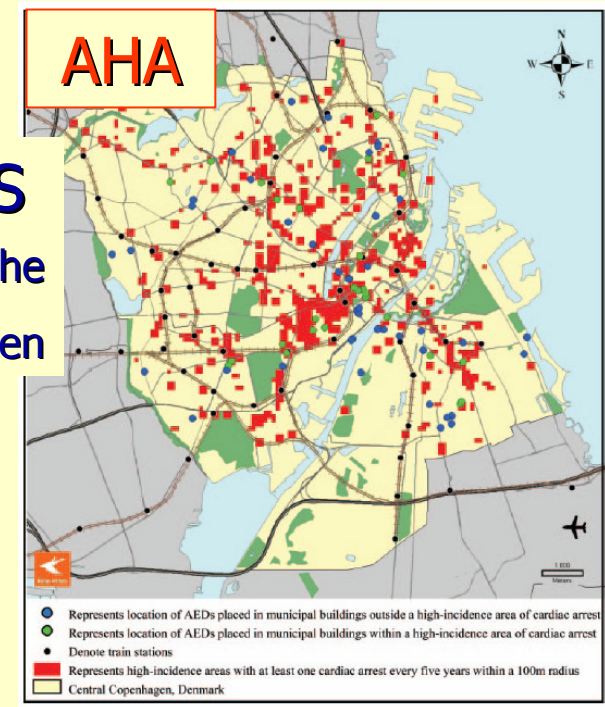 AHA
N
W E
S
S
he
en
1.000
Meters
Represents location of AEDs placed in municipal buildings outside a high-incidence area of cardiac arrest
Represents location of AEDs placed in municipal buildings within a high-incidence area of cardiac arrest
Denote train stations
Represents high-incidence areas with at least one cardiac arrest every five years within a 100m radius
Central Copenhagen, Denmark